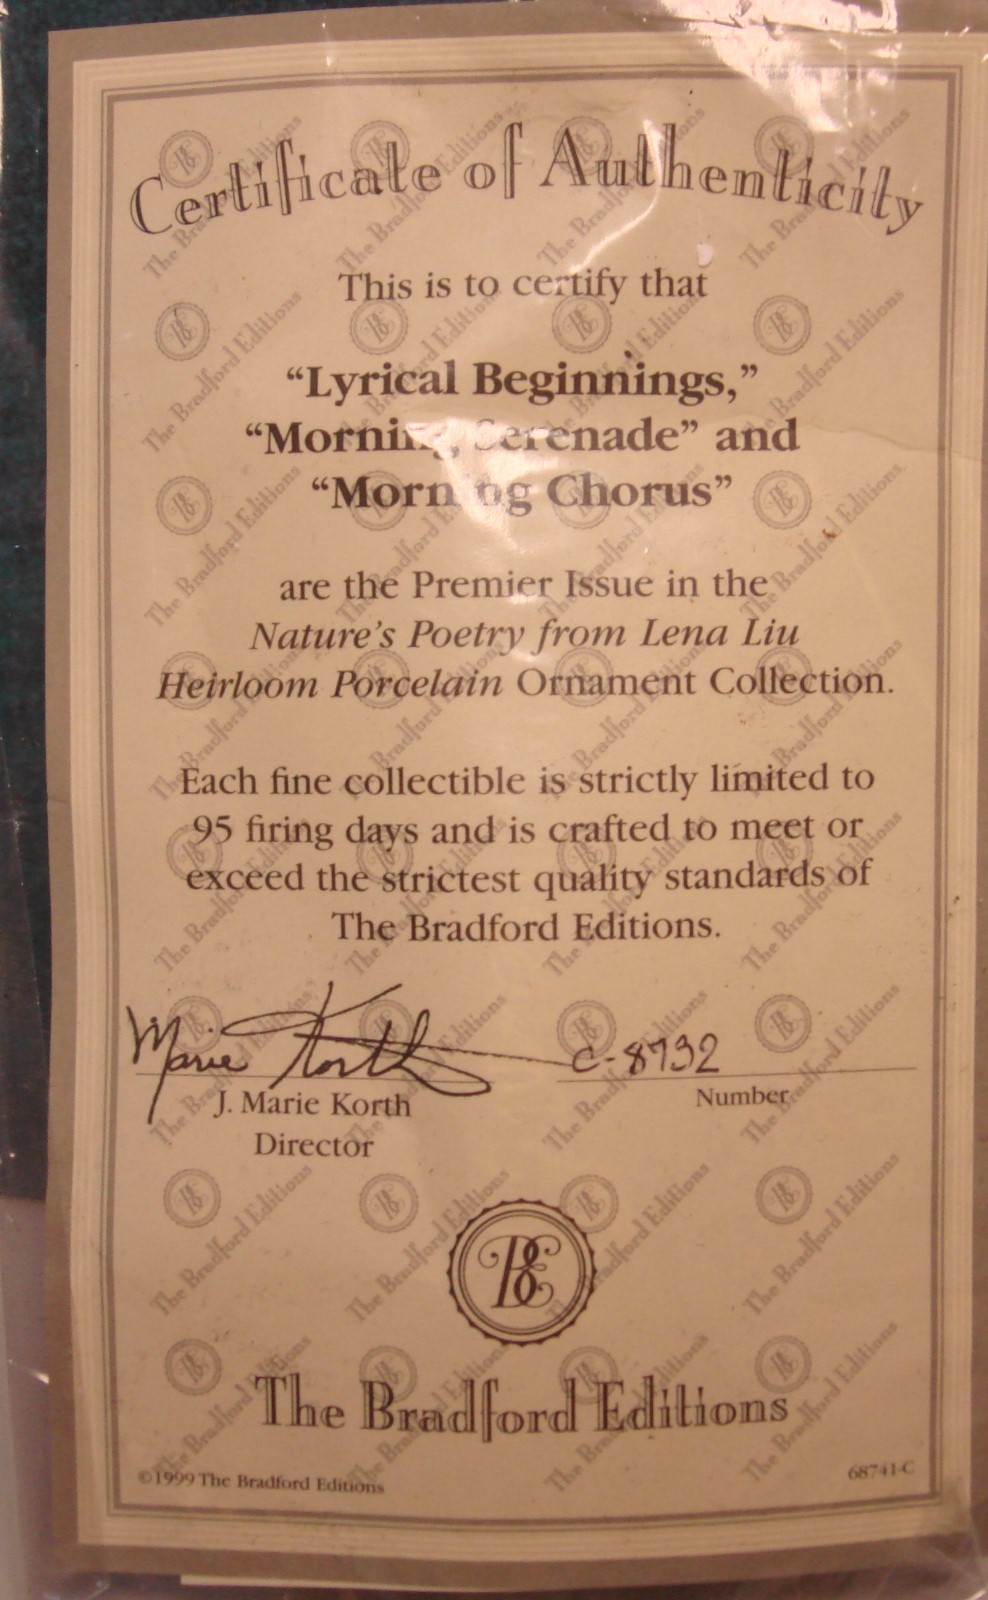 Certificate of Authenticity
This is to certify that
“Lyrical Beginnings,”
“Morning Serenade” and
“Morning Chorus”
are the Premier Issue in the
Nature's Poetry from Lena Liu
Heirloom Porcelain Ornament Collection.
Each fine collectible is strictly limited to
95 firing days and is crafted to meet or
exceed the strictest quality standards of
The Bradford Editions.
Marie Korth C-8732
J. Marie Korth Number
Director
BE
The Bradford Editions
©1999 The Bradford Editions 68741-C